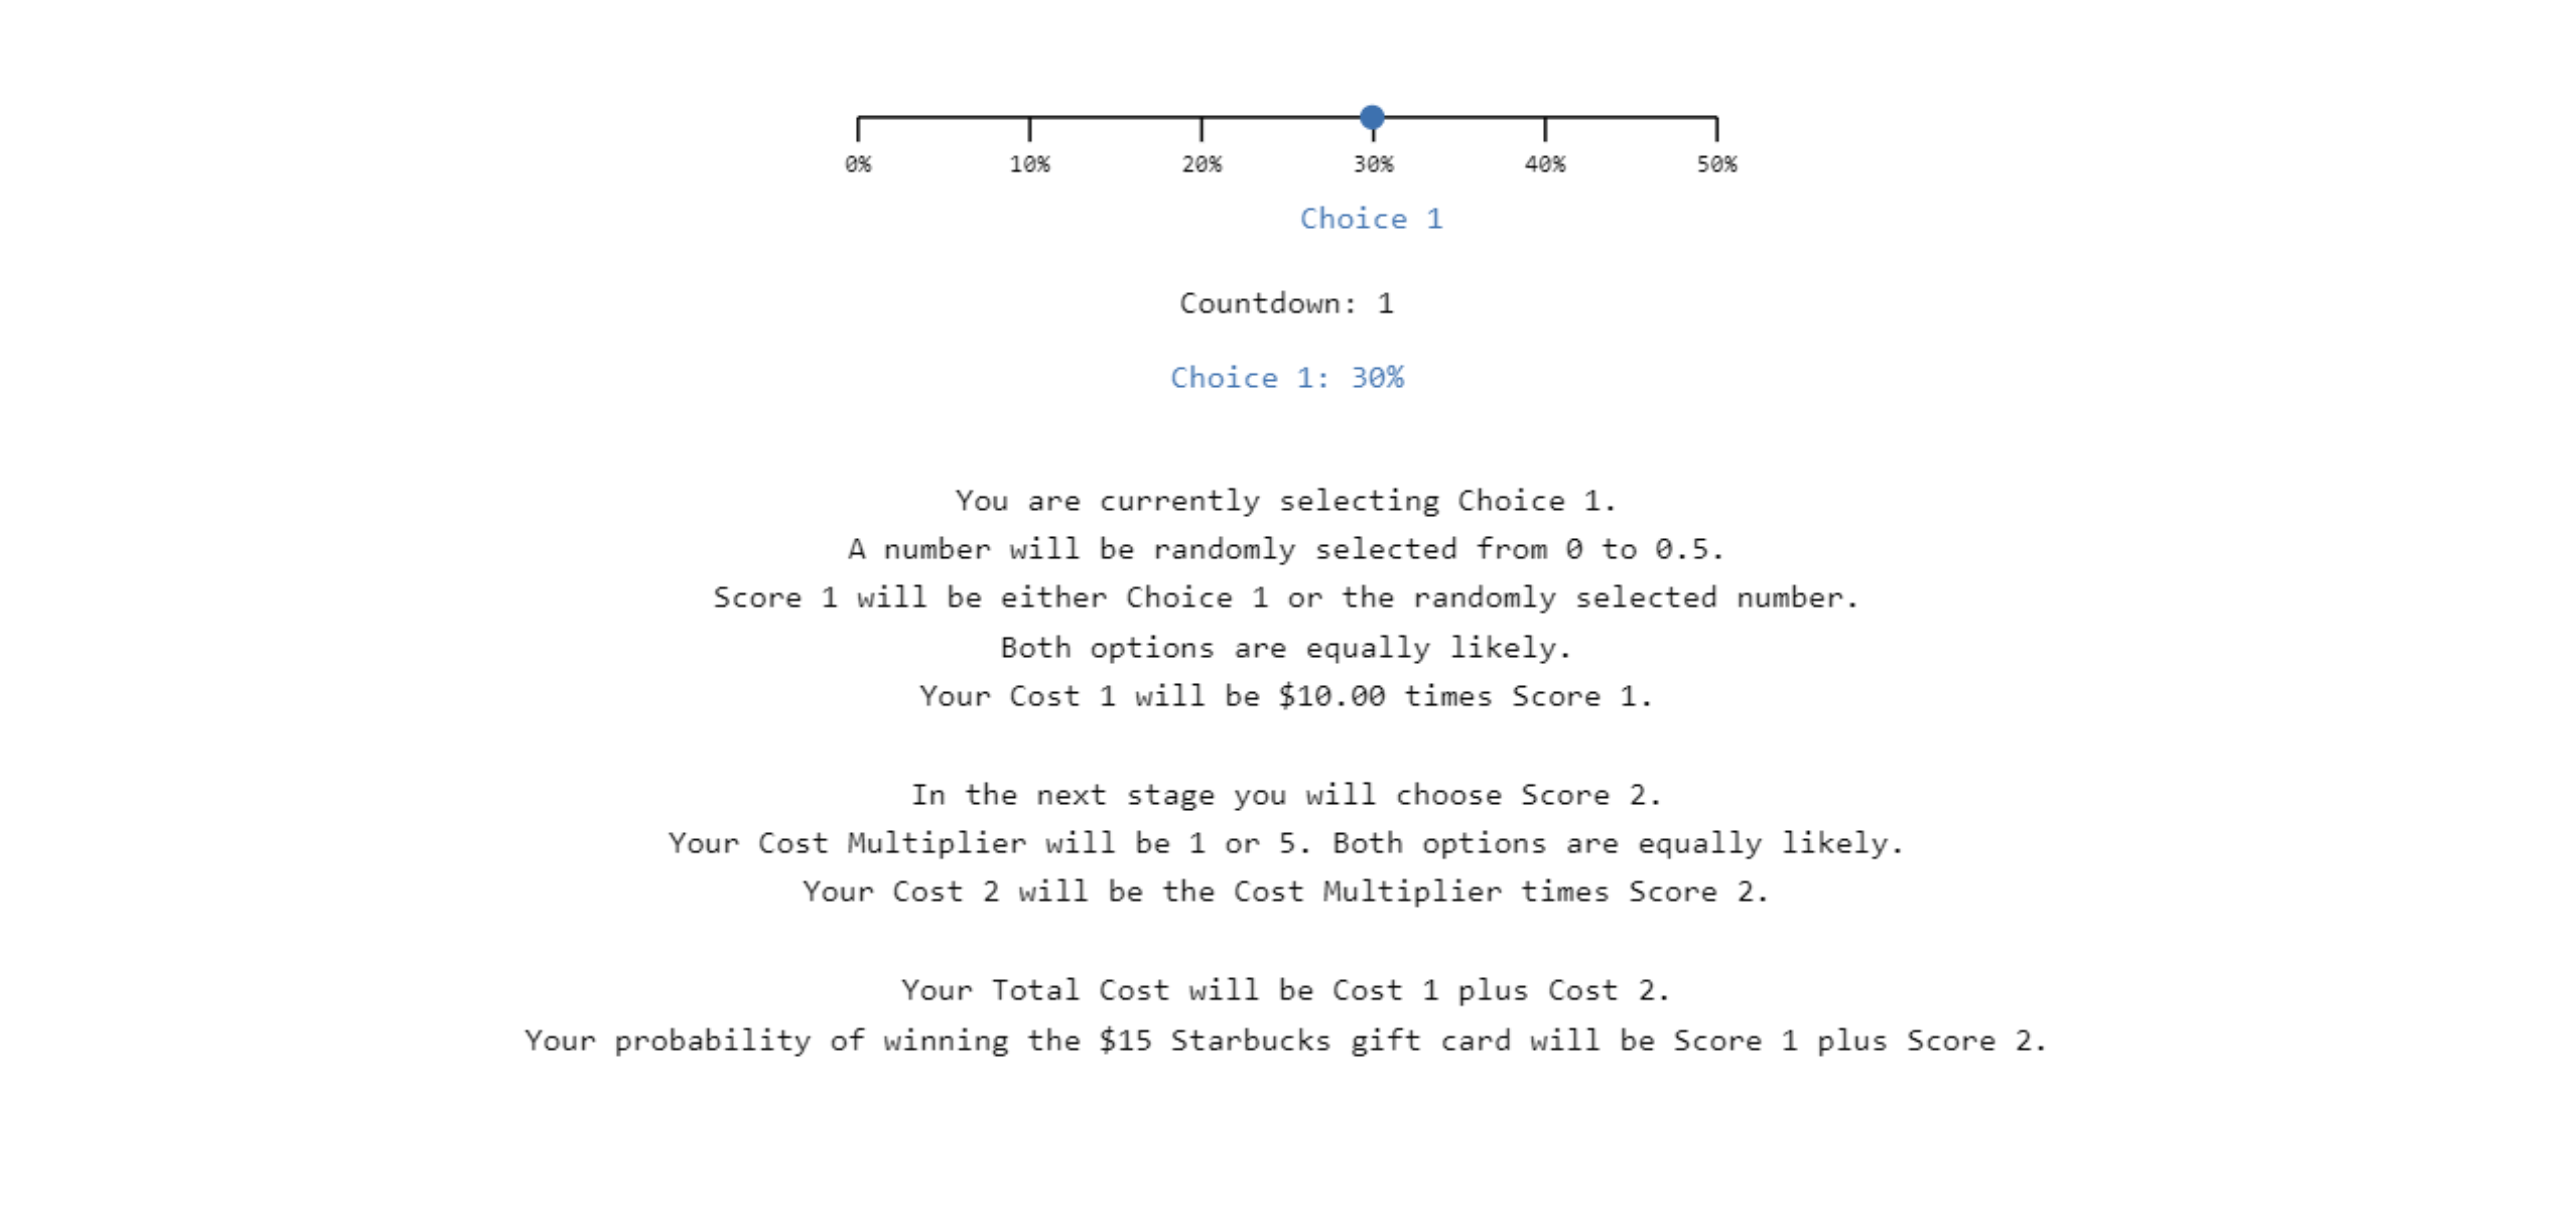 0% 10% 20% 30% 40% 50%
Choice 1
Countdown: 1
Choice 1: 30%
You are currently selecting Choice 1.
A number will be randomly selected from 0 to 0.5.
Score 1 will be either Choice 1 or the randomly selected number.
Both options are equally likely.
Your Cost 1 will be $10.00 times Score 1.
In the next stage you will choose Score 2.
Your Cost Multiplier will be 1 or 5. Both options are equally likely.
Your Cost 2 will be the Cost Multiplier times Score 2.
Your Total Cost will be Cost 1 plus Cost 2.
Your probability of winning the $15 Starbucks gift card will be Score 1 plus Score 2.